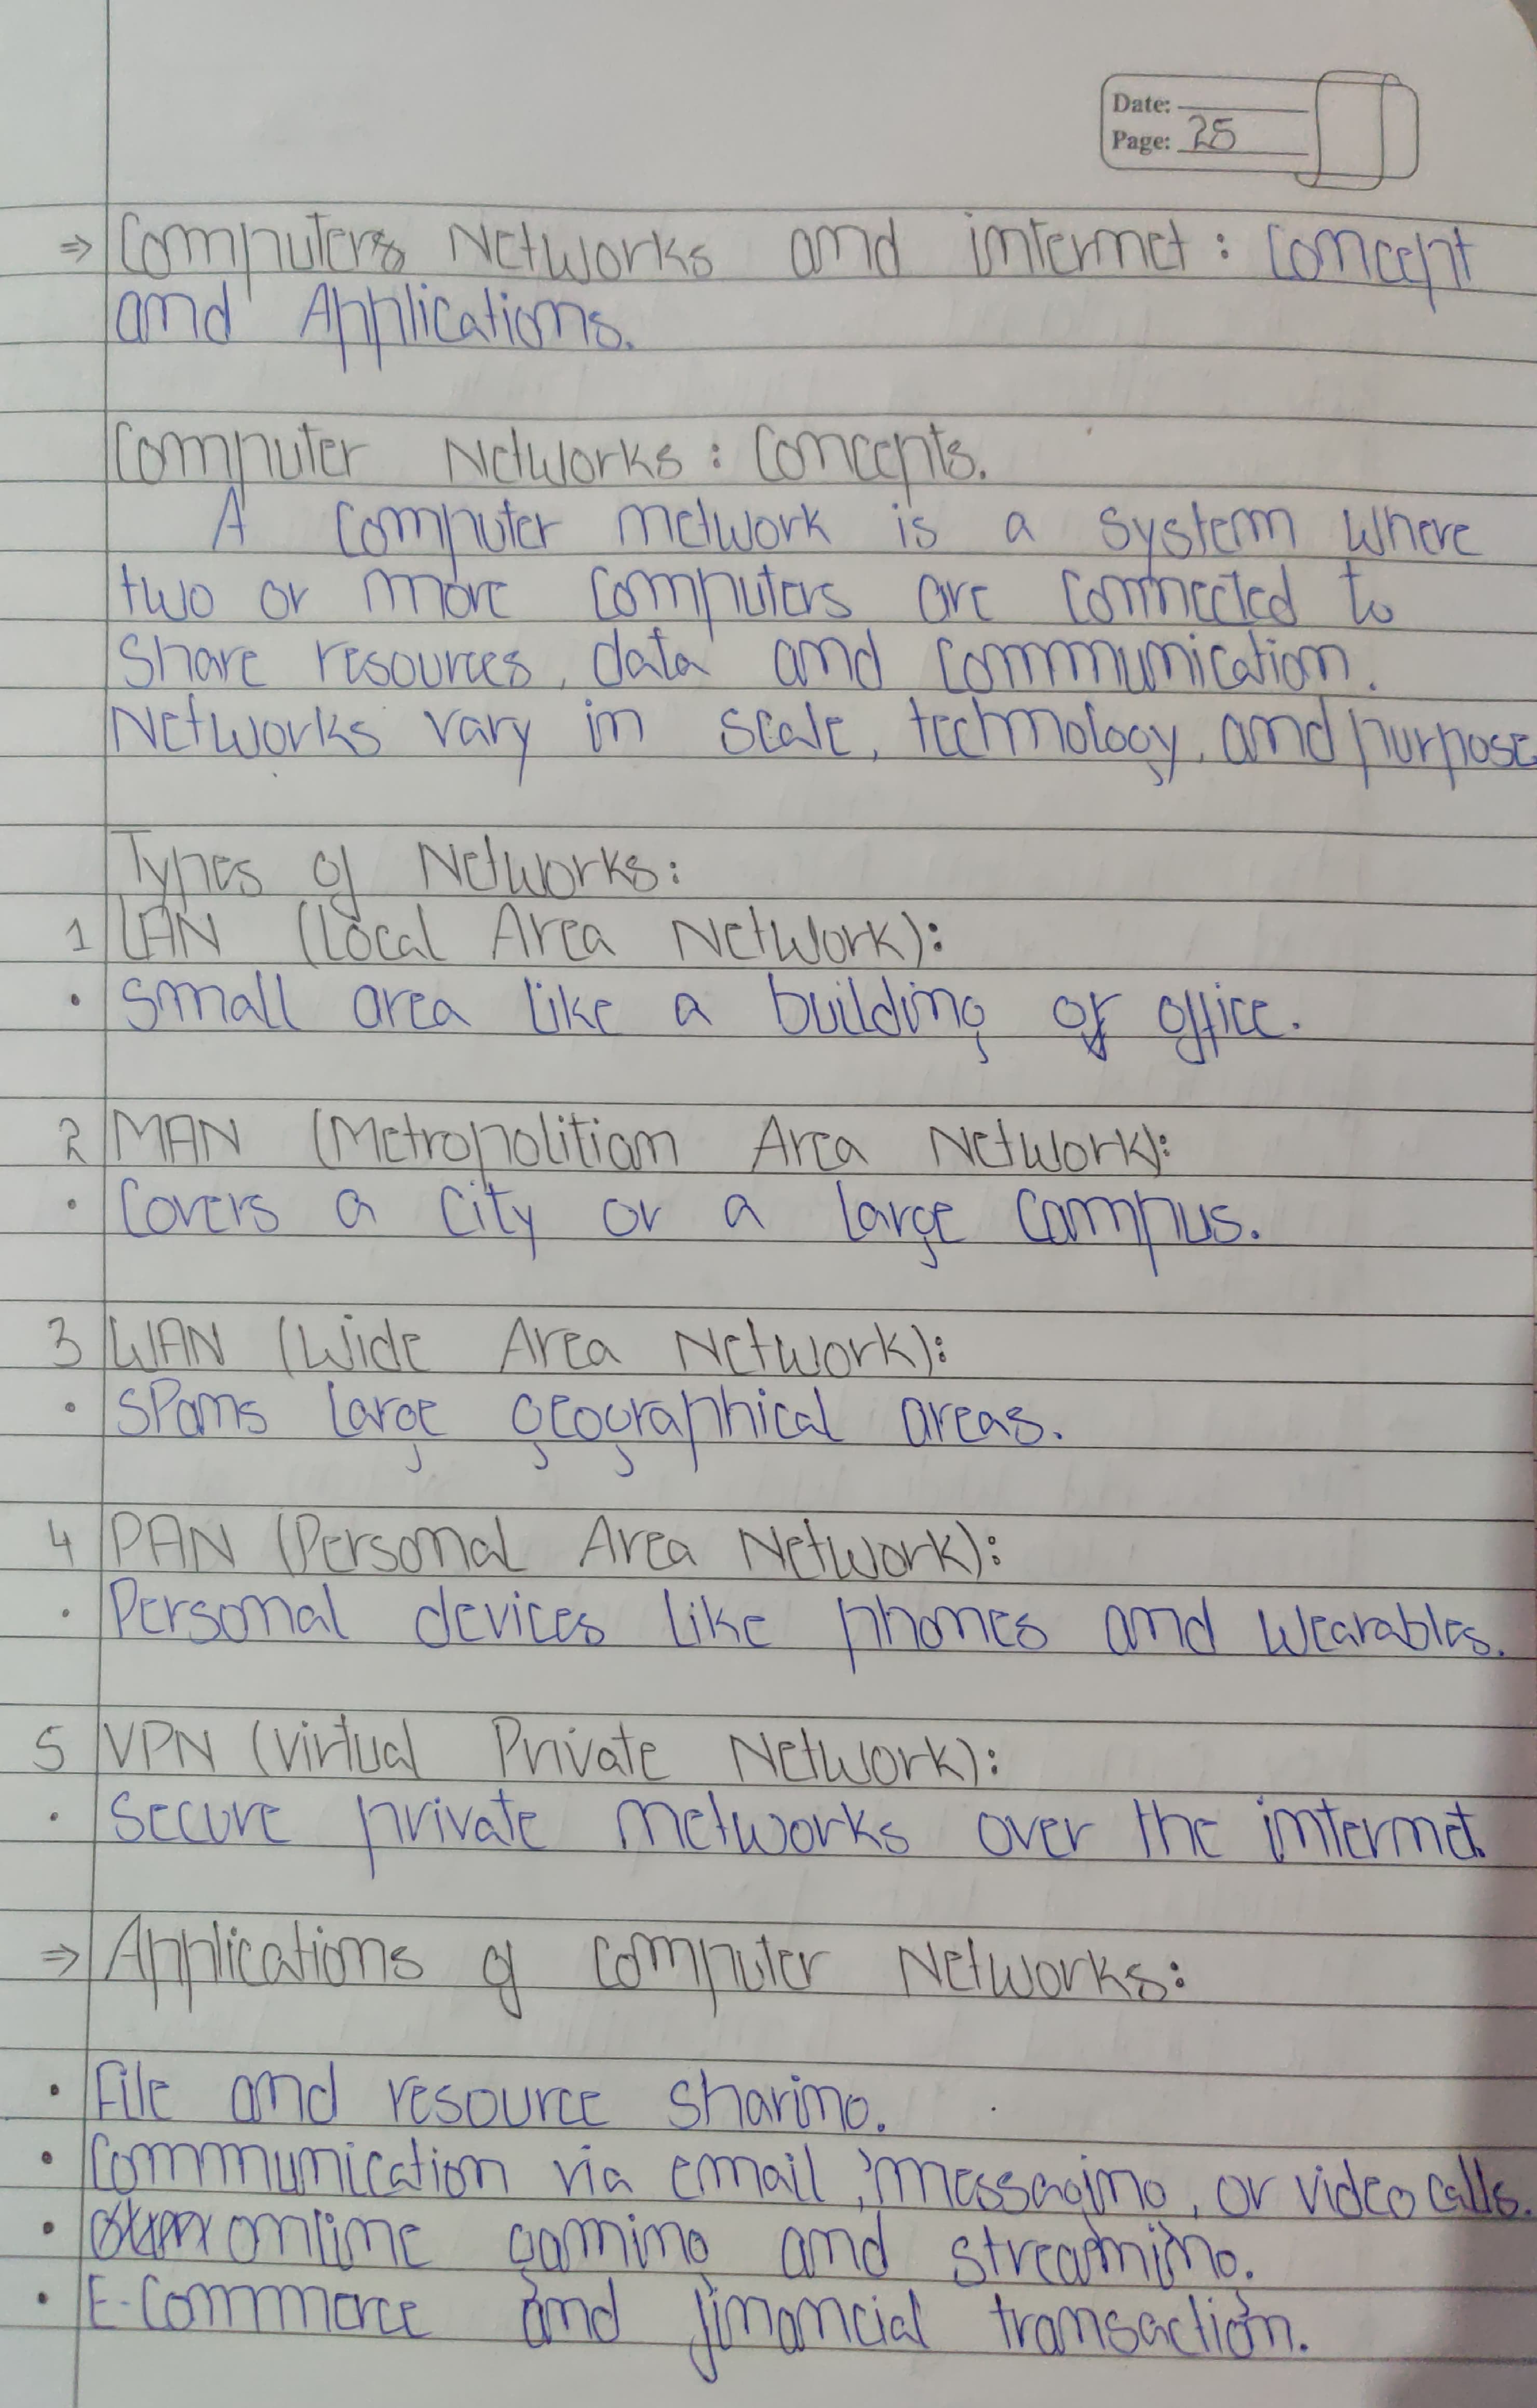 Date:
Page: 25
⇒ Computers Networks and internet : Concept
and Applications.
Computer Networks : Concepts.
A Computer network is a system where
two or more computers are connected to
share resources, data and communication.
Networks vary in scale, technology, and purpose
Types of Networks:
1 LAN (Local Area Network):
• Small area like a building or office.
2 MAN (Metropolitian Area Network):
• Covers a city or a large campus.
3 WAN (Wide Area Network):
• Spans large geographical areas.
4 PAN (Personal Area Network):
• Personal devices like phones and wearables.
5 VPN (Virtual Private Network):
• Secure private networks over the internet.
⇒ Applications of Computer Networks:
• File and resource sharing.
• Communication via email, messaging, or video calls.
• online gaming and streaming.
• E-Commerce and financial transaction.